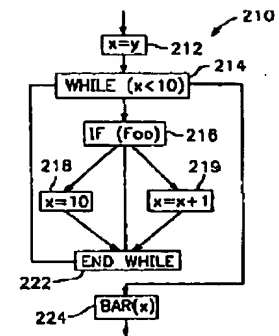 210
x=y 212
214
WHILE (x<10)
IF (Foo) 216
218 219
x=10 x=x+1
END WHILE
222
BAR(x)
224